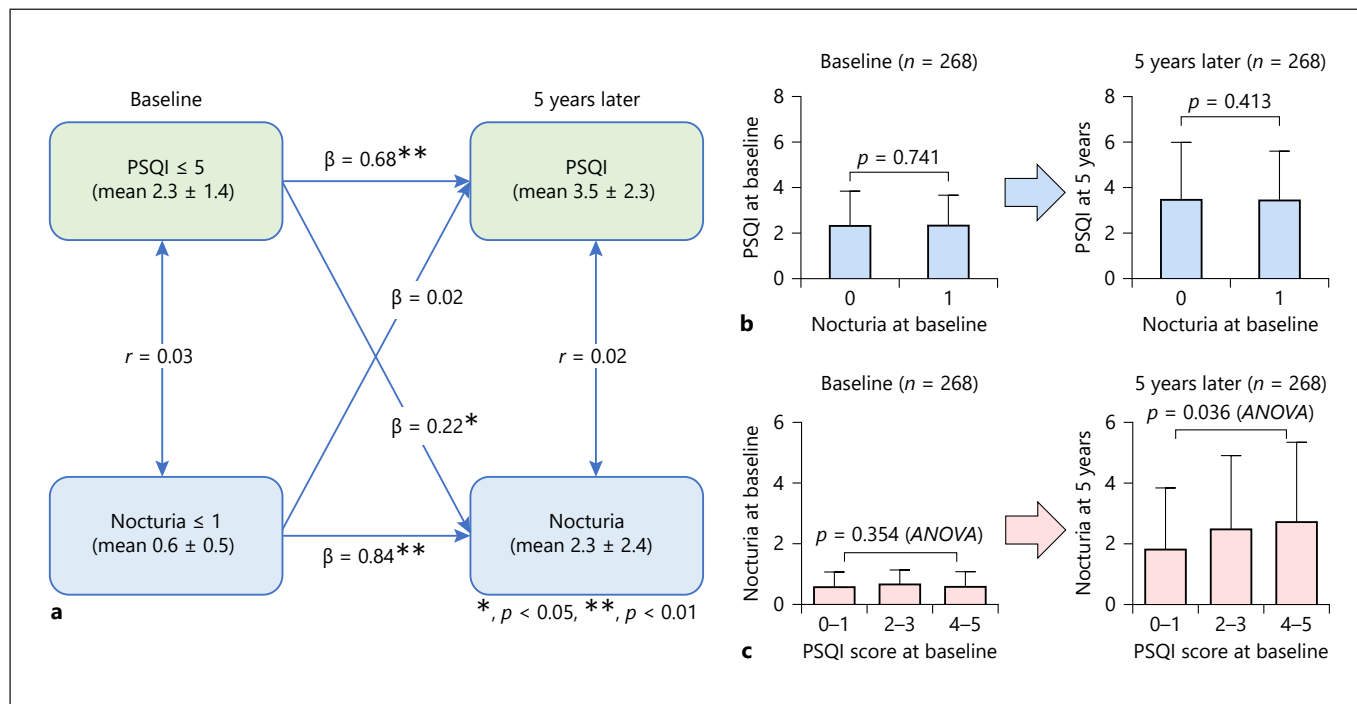 Baseline
5 years later
PSQI ≤ 5
(mean 2.3 ± 1.4)
β = 0.68**
PSQI
(mean 3.5 ± 2.3)
β = 0.02
r = 0.03
r = 0.02
β = 0.22*
Nocturia ≤ 1
(mean 0.6 ± 0.5)
β = 0.84**
Nocturia
(mean 2.3 ± 2.4)
a
*, p < 0.05, **, p < 0.01
Baseline (n = 268)
PSQI at baseline
8
6
4
2
0
p = 0.741
0 1
Nocturia at baseline
b
5 years later (n = 268)
PSQI at 5 years
8
6
4
2
0
p = 0.413
0 1
Nocturia at baseline
Baseline (n = 268)
Nocturia at baseline
6
4
2
0
p = 0.354 (ANOVA)
0–1 2–3 4–5
PSQI score at baseline
c
5 years later (n = 268)
Nocturia at 5 years
6
4
2
0
p = 0.036 (ANOVA)
0–1 2–3 4–5
PSQI score at baseline